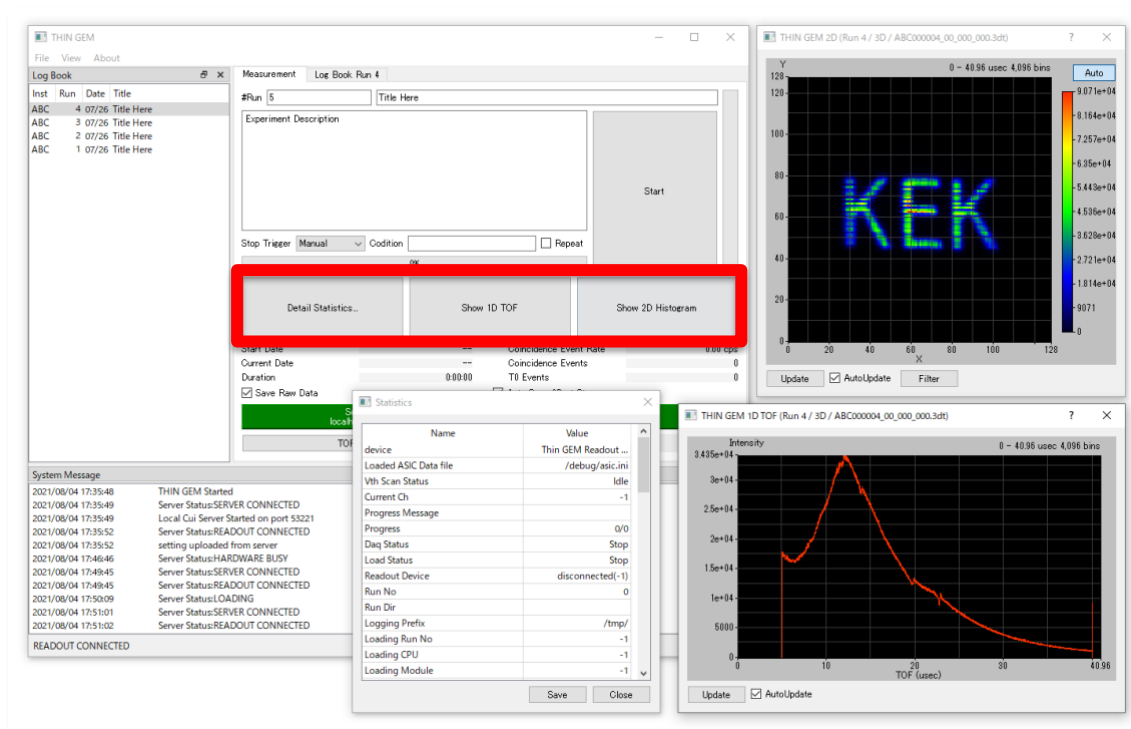 THIN GEM
File View About
Log Book
Inst Run Date Title
ABC 4 07/26 Title Here
ABC 3 07/26 Title Here
ABC 2 07/26 Title Here
ABC 1 07/26 Title Here
Measurement Log Book Run 4
#Run 5 Title Here
Experiment Description
Start
Stop Trigger Manual Codition Repeat
Detail Statistics... Show 1D TOF Show 2D Histogram
Start Date -- Coincidence Event Rate 0.00 cps
Current Date -- Coincidence Events 0
Duration 0:00:00 T0 Events 0
Save Raw Data
System Message
2021/08/04 17:35:48 THIN GEM Started
2021/08/04 17:35:49 Server Status:SERVER CONNECTED
2021/08/04 17:35:49 Local Cui Server Started on port 53221
2021/08/04 17:35:52 Server Status:READOUT CONNECTED
2021/08/04 17:35:52 setting uploaded from server
2021/08/04 17:46:46 Server Status:HARDWARE BUSY
2021/08/04 17:49:45 Server Status:SERVER CONNECTED
2021/08/04 17:49:45 Server Status:READOUT CONNECTED
2021/08/04 17:50:09 Server Status:LOADING
2021/08/04 17:51:01 Server Status:SERVER CONNECTED
2021/08/04 17:51:02 Server Status:READOUT CONNECTED
READOUT CONNECTED
Statistics
Name Value
device Thin GEM Readout ...
Loaded ASIC Data file /debug/asic.ini
Vth Scan Status Idle
Current Ch -1
Progress Message
Progress 0/0
Daq Status Stop
Load Status Stop
Readout Device disconnected(-1)
Run No 0
Run Dir
Logging Prefix /tmp/
Loading Run No -1
Loading CPU -1
Loading Module -1
Save Close
THIN GEM 2D (Run 4 / 3D / ABC000004_00_000_000.3dt)
Y 0 - 40.96 usec 4,096 bins Auto
128
120
100
80
60
40
20
0
KEK
9.071e+04
8.164e+04
7.257e+04
6.35e+04
5.443e+04
4.536e+04
3.628e+04
2.721e+04
1.814e+04
9071
0
0 20 40 60 80 100 128
X
Update AutoUpdate Filter
THIN GEM 1D TOF (Run 4 / 3D / ABC000004_00_000_000.3dt)
Intensity 0 - 40.96 usec 4,096 bins
3.435e+04
3e+04
2.5e+04
2e+04
1.5e+04
1e+04
5000
0
0 10 20 30 40.96
TOF (usec)
Update AutoUpdate